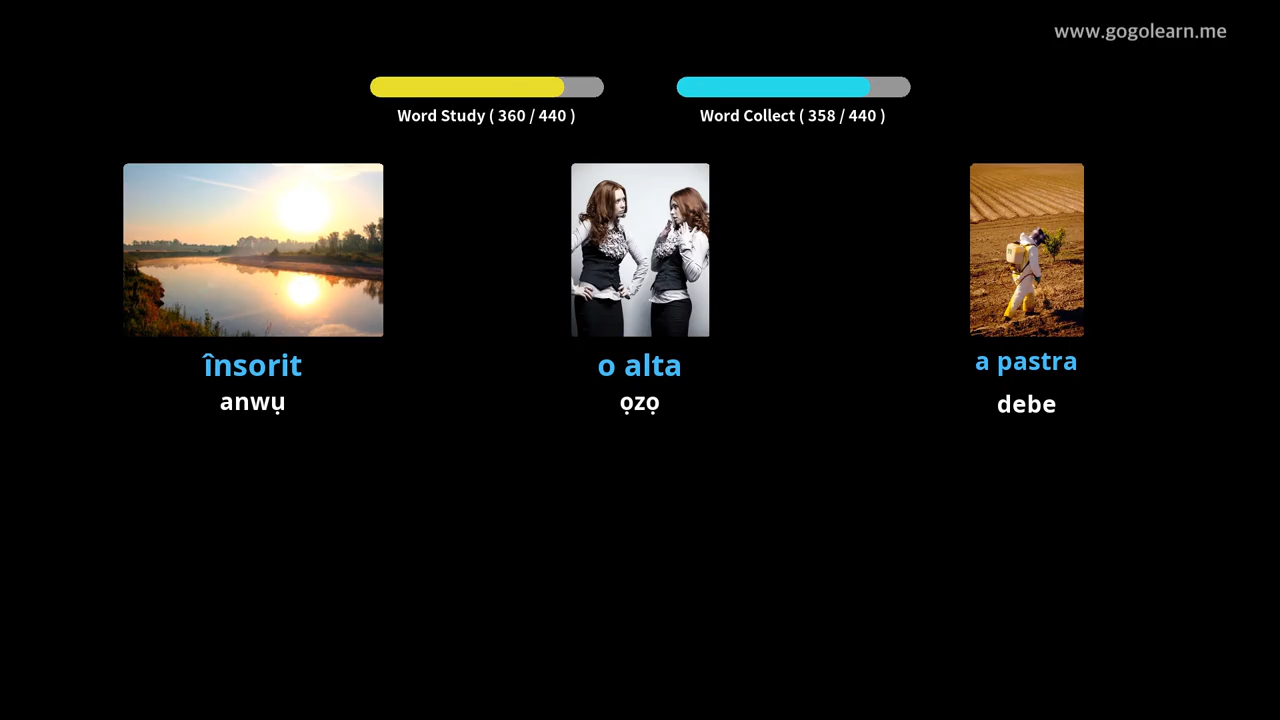 www.gogolearn.me
Word Study ( 360 / 440 )
Word Collect ( 358 / 440 )
însorit
anwụ
o alta
ọzọ
a pastra
debe